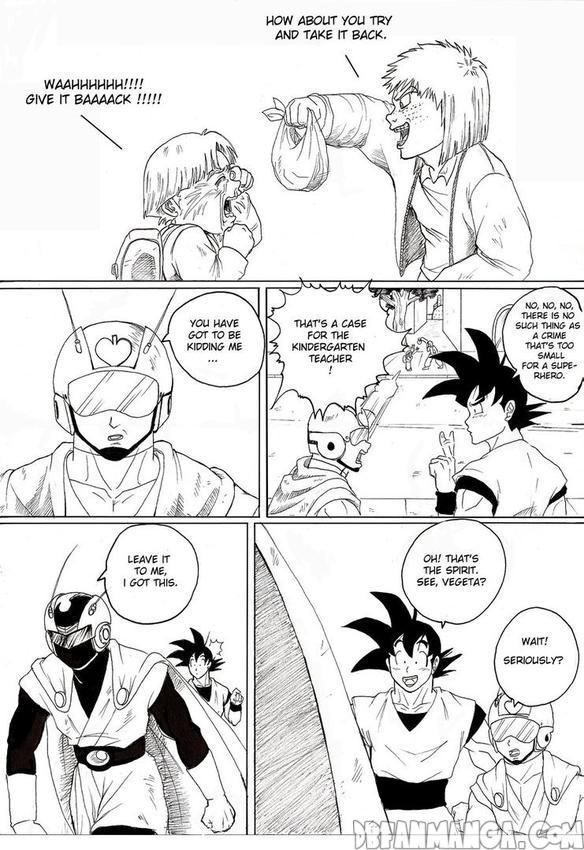 HOW ABOUT YOU TRY
AND TAKE IT BACK.
WAAHHHHHH!!!!
GIVE IT BAAAACK !!!!!
YOU HAVE
GOT TO BE
KIDDING ME
...
THAT'S A CASE
FOR THE
KINDERGARTEN
TEACHER
!
NO, NO, NO,
THERE IS NO
SUCH THING AS
A CRIME
THAT'S TOO
SMALL
FOR A SUPE-
RHERO.
LEAVE IT
TO ME,
I GOT THIS.
OH! THAT'S
THE SPIRIT.
SEE, VEGETA?
WAIT!
SERIOUSLY?
DBFANMANGA.COM